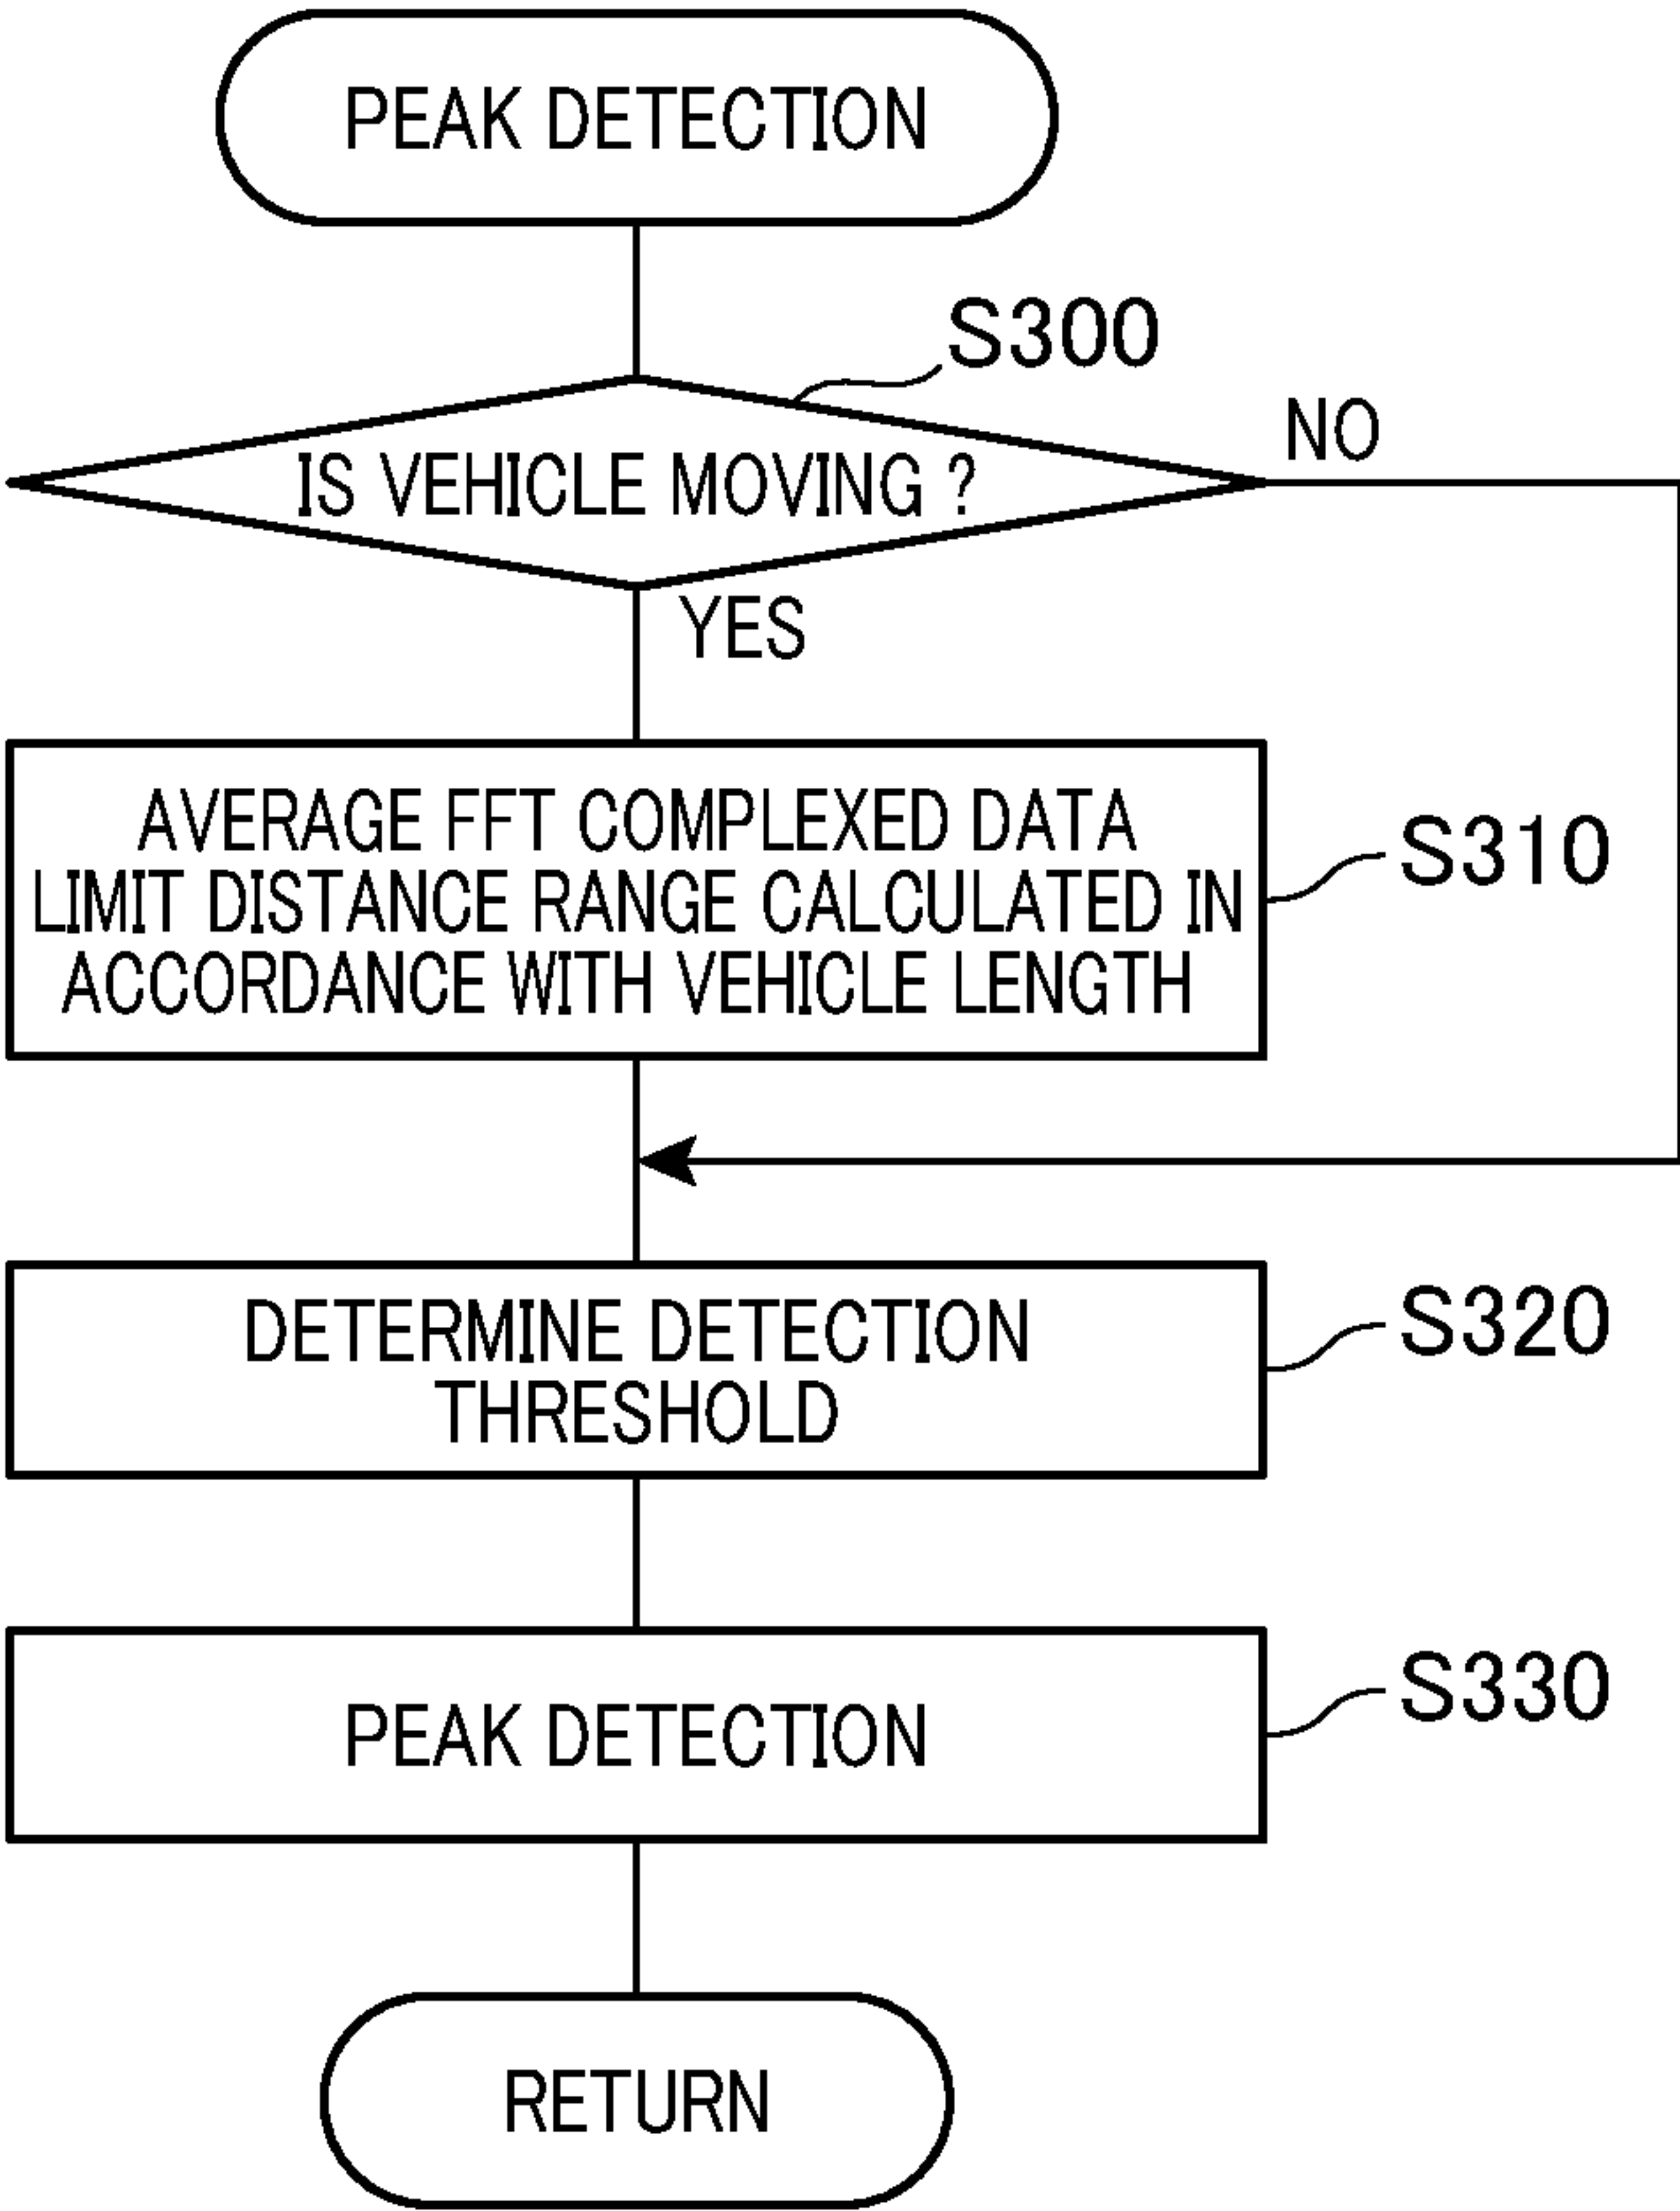 PEAK DETECTION
S300
IS VEHICLE MOVING ?
NO
YES
AVERAGE FFT COMPLEXED DATA
LIMIT DISTANCE RANGE CALCULATED IN
ACCORDANCE WITH VEHICLE LENGTH
S310
DETERMINE DETECTION
THRESHOLD
S320
PEAK DETECTION
S330
RETURN